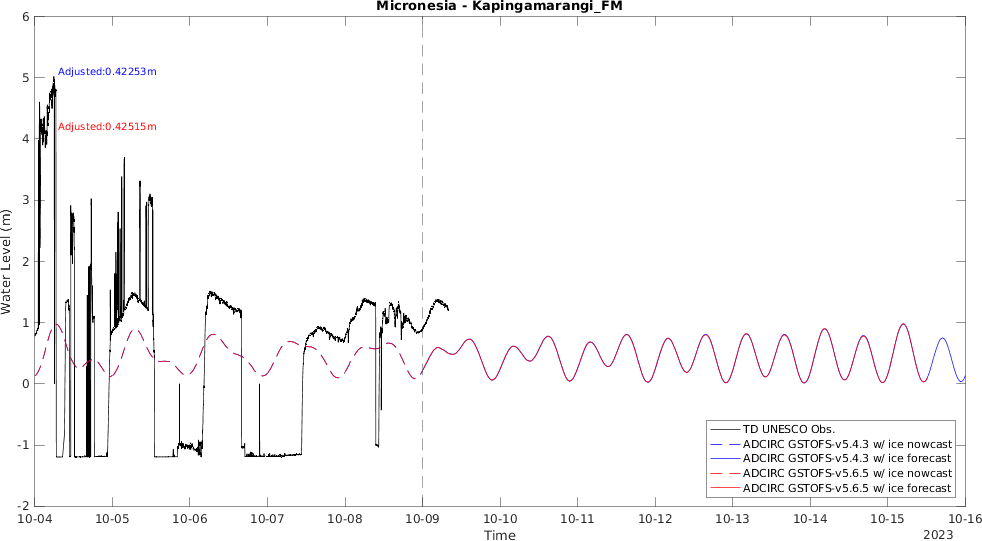 Micronesia - Kapingamarangi_FM
6
5
4
3
2
1
0
-1
-2
Water Level (m)
Adjusted:0.42253m
Adjusted:0.42515m
TD UNESCO Obs.
ADCIRC GSTOFS-v5.4.3 w/ ice nowcast
ADCIRC GSTOFS-v5.4.3 w/ ice forecast
ADCIRC GSTOFS-v5.6.5 w/ ice nowcast
ADCIRC GSTOFS-v5.6.5 w/ ice forecast
10-04 10-05 10-06 10-07 10-08 10-09 10-10 10-11 10-12 10-13 10-14 10-15 10-16
Time
2023